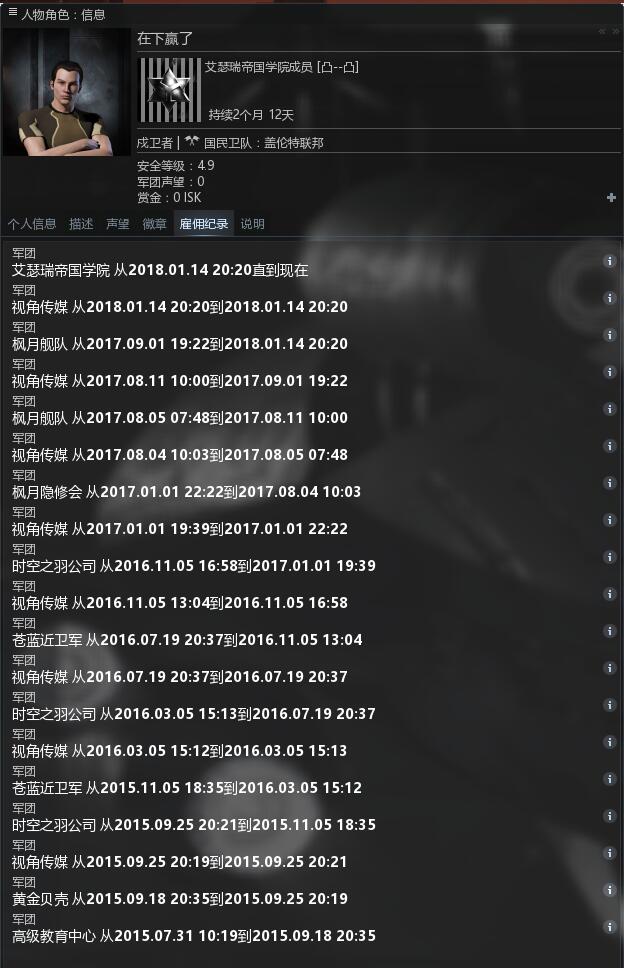 人物角色：信息
在下赢了
艾瑟瑞帝国学院成员 [凸--凸]
持续2个月 12天
戍卫者 | 国民卫队：盖伦特联邦
安全等级：4.9
军团声望：0
赏金：0 ISK
个人信息 描述 声望 徽章 雇佣纪录 说明
军团
艾瑟瑞帝国学院 从2018.01.14 20:20直到现在
军团
视角传媒 从2018.01.14 20:20到2018.01.14 20:20
军团
枫月舰队 从2017.09.01 19:22到2018.01.14 20:20
军团
视角传媒 从2017.08.11 10:00到2017.09.01 19:22
军团
枫月舰队 从2017.08.05 07:48到2017.08.11 10:00
军团
视角传媒 从2017.08.04 10:03到2017.08.05 07:48
军团
枫月隐修会 从2017.01.01 22:22到2017.08.04 10:03
军团
视角传媒 从2017.01.01 19:39到2017.01.01 22:22
军团
时空之羽公司 从2016.11.05 16:58到2017.01.01 19:39
军团
视角传媒 从2016.11.05 13:04到2016.11.05 16:58
军团
苍蓝近卫军 从2016.07.19 20:37到2016.11.05 13:04
军团
视角传媒 从2016.07.19 20:37到2016.07.19 20:37
军团
时空之羽公司 从2016.03.05 15:13到2016.07.19 20:37
军团
视角传媒 从2016.03.05 15:12到2016.03.05 15:13
军团
苍蓝近卫军 从2015.11.05 18:35到2016.03.05 15:12
军团
时空之羽公司 从2015.09.25 20:21到2015.11.05 18:35
军团
视角传媒 从2015.09.25 20:19到2015.09.25 20:21
军团
黄金贝壳 从2015.09.18 20:35到2015.09.25 20:19
军团
高级教育中心 从2015.07.31 10:19到2015.09.18 20:35